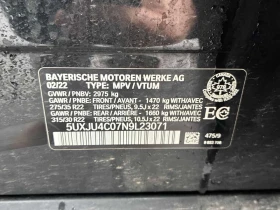 BAYERISCHE MOTOREN WERKE AG
02/22 TYPE: MPV / VTUM
GVWR / PNBV: 2975 kg
GAWR / PNBE: FRONT / AVANT - 1470 kg WITH/AVEC
275/35 R22 TIRES/PNEUS,9.5J x 22 RIMS/JANTES
GAWR / PNBE: REAR/ARRIERE - 1660 kg WITH/AVEC
315/30 R22 TIRES/PNEUS,10.5J x 22 RIMS/JANTES
5UXJU4C07N9L23071
EC
475/9